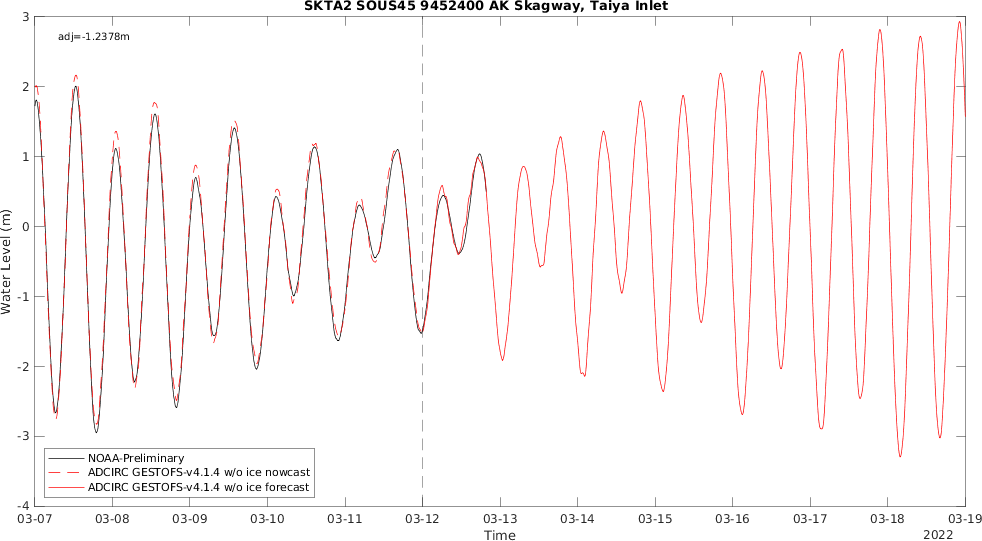 SKTA2 SOUS45 9452400 AK Skagway, Taiya Inlet
adj=-1.2378m
3
2
1
0
-1
-2
-3
-4
Water Level (m)
NOAA-Preliminary
ADCIRC GESTOFS-v4.1.4 w/o ice nowcast
ADCIRC GESTOFS-v4.1.4 w/o ice forecast
03-07 03-08 03-09 03-10 03-11 03-12 03-13 03-14 03-15 03-16 03-17 03-18 03-19
Time
2022